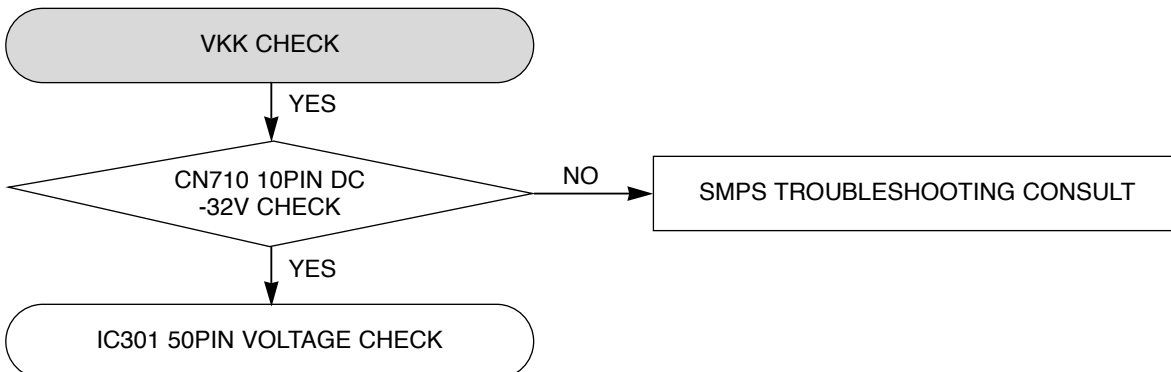 VKK CHECK
YES
CN710 10PIN DC
-32V CHECK
NO
SMPS TROUBLESHOOTING CONSULT
YES
IC301 50PIN VOLTAGE CHECK